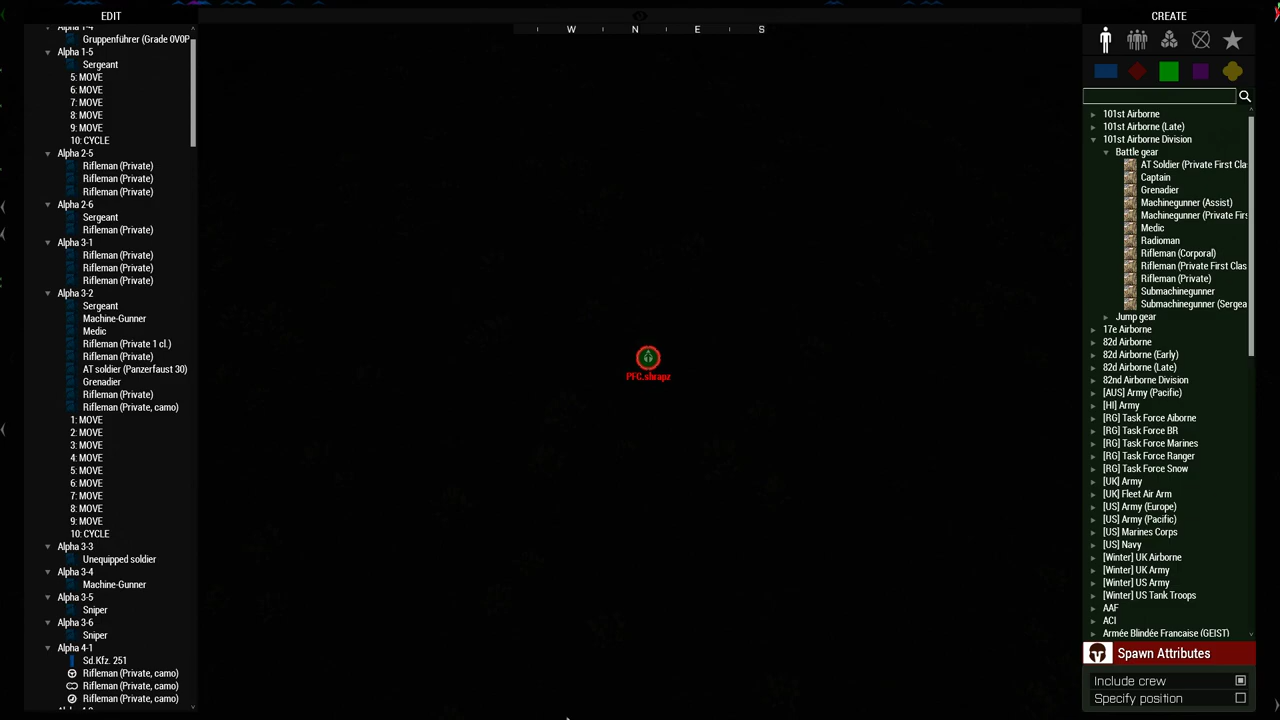 EDIT
Gruppenführer (Grade 0V0P
Alpha 1-5
Sergeant
5: MOVE
6: MOVE
7: MOVE
8: MOVE
9: MOVE
10: CYCLE
Alpha 2-5
Rifleman (Private)
Rifleman (Private)
Rifleman (Private)
Alpha 2-6
Sergeant
Rifleman (Private)
Alpha 3-1
Rifleman (Private)
Rifleman (Private)
Rifleman (Private)
Alpha 3-2
Sergeant
Machine-Gunner
Medic
Rifleman (Private 1 cl.)
Rifleman (Private)
AT soldier (Panzerfaust 30)
Grenadier
Rifleman (Private)
Rifleman (Private, camo)
1: MOVE
2: MOVE
3: MOVE
4: MOVE
5: MOVE
6: MOVE
7: MOVE
8: MOVE
9: MOVE
10: CYCLE
Alpha 3-3
Unequipped soldier
Alpha 3-4
Machine-Gunner
Alpha 3-5
Sniper
Alpha 3-6
Sniper
Alpha 4-1
Sd.Kfz. 251
Rifleman (Private, camo)
Rifleman (Private, camo)
Rifleman (Private, camo)
W N E S
PFC.shrapz
CREATE
101st Airborne
101st Airborne (Late)
101st Airborne Division
Battle gear
AT Soldier (Private First Cla
Captain
Grenadier
Machinegunner (Assist)
Machinegunner (Private Firs
Medic
Radioman
Rifleman (Corporal)
Rifleman (Private First Clas
Rifleman (Private)
Submachinegunner
Submachinegunner (Sergea
Jump gear
17e Airborne
82d Airborne
82d Airborne (Early)
82d Airborne (Late)
82nd Airborne Division
[AUS] Army (Pacific)
[HI] Army
[RG] Task Force Aiborne
[RG] Task Force BR
[RG] Task Force Marines
[RG] Task Force Ranger
[RG] Task Force Snow
[UK] Army
[UK] Fleet Air Arm
[US] Army (Europe)
[US] Army (Pacific)
[US] Marines Corps
[US] Navy
[Winter] UK Airborne
[Winter] UK Army
[Winter] US Army
[Winter] US Tank Troops
AAF
ACI
Armée Blindée Francaise (GEIST)
Spawn Attributes
Include crew
Specify position